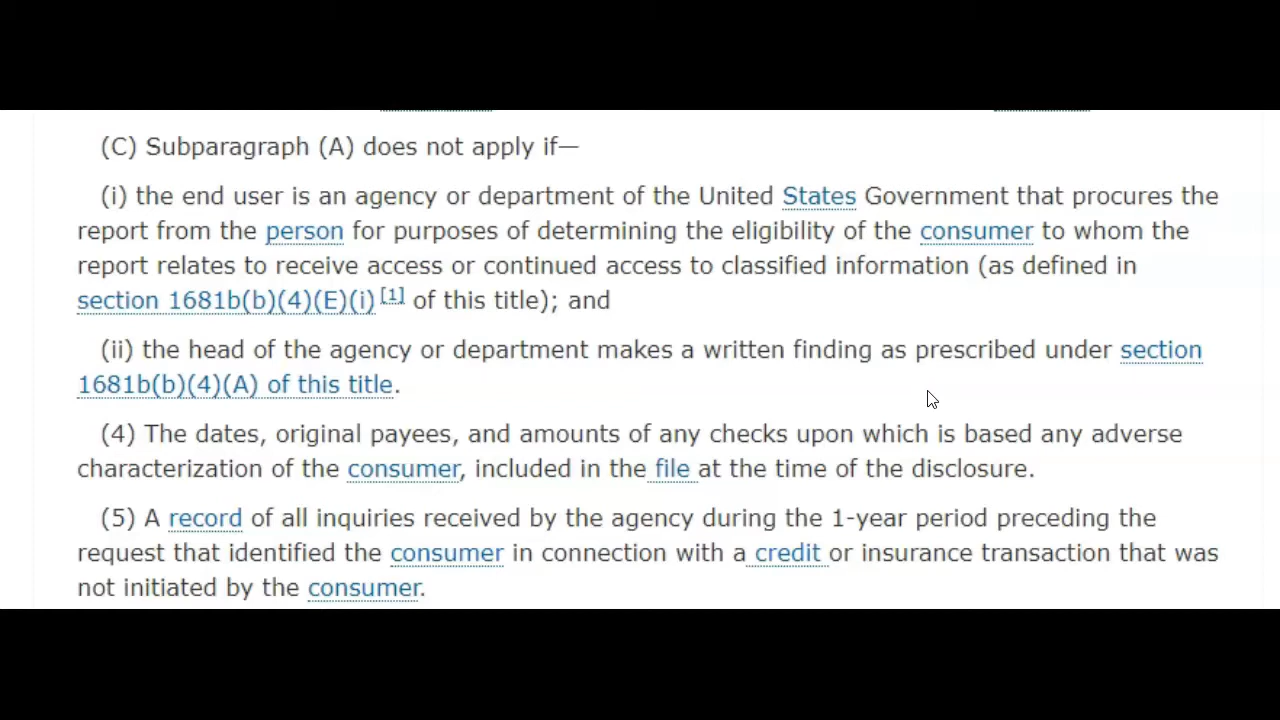 (C) Subparagraph (A) does not apply if—
(i) the end user is an agency or department of the United States Government that procures the
report from the person for purposes of determining the eligibility of the consumer to whom the
report relates to receive access or continued access to classified information (as defined in
section 1681b(b)(4)(E)(i) [1] of this title); and
(ii) the head of the agency or department makes a written finding as prescribed under section
1681b(b)(4)(A) of this title.
(4) The dates, original payees, and amounts of any checks upon which is based any adverse
characterization of the consumer, included in the file at the time of the disclosure.
(5) A record of all inquiries received by the agency during the 1-year period preceding the
request that identified the consumer in connection with a credit or insurance transaction that was
not initiated by the consumer.